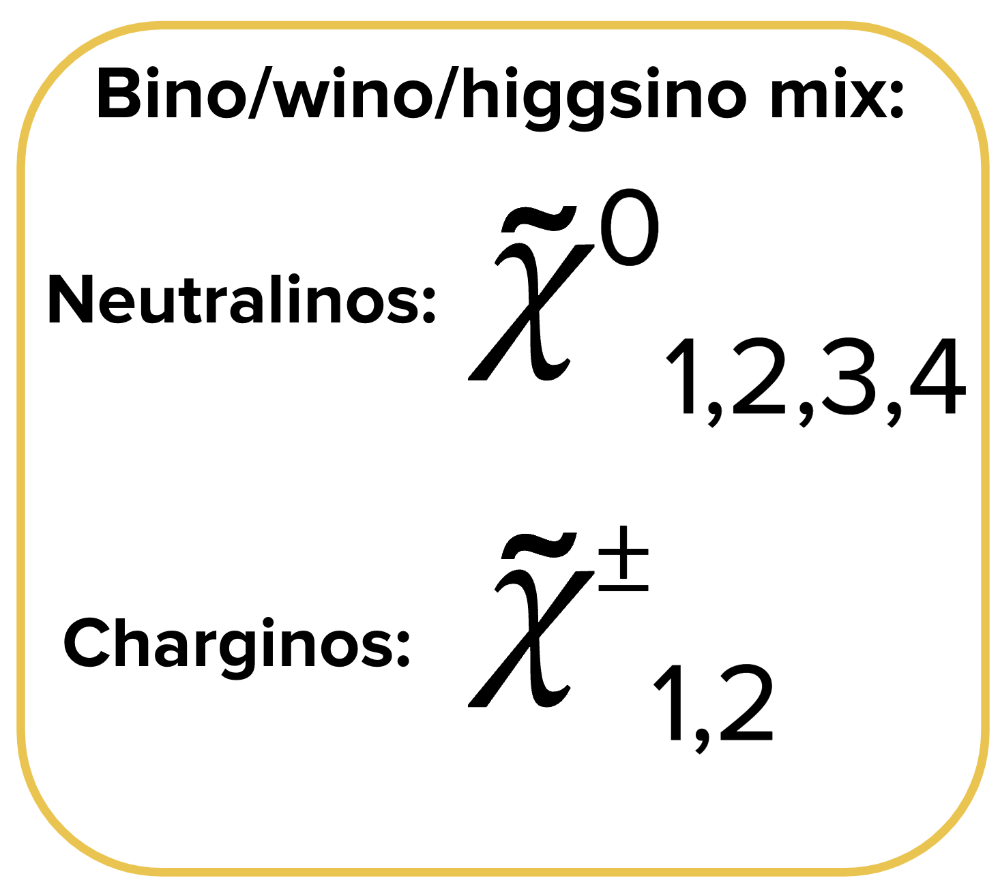 Bino/wino/higgsino mix:
Neutralinos: χ̃⁰₁,₂,₃,₄
Charginos: χ̃±₁,₂